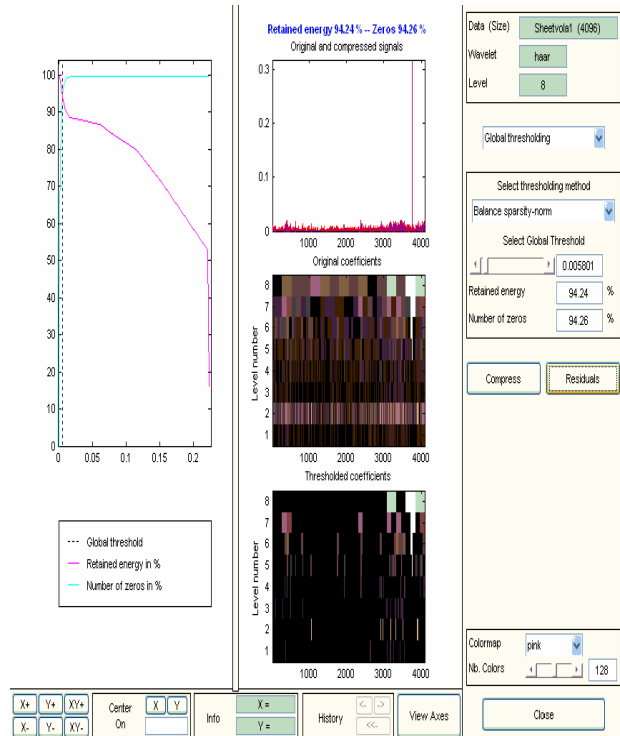 Retained energy 94.24 % -- Zeros 94.26 %
Original and compressed signals
100
90
80
70
60
50
40
30
20
10
0
0 0.05 0.1 0.15 0.2
Global threshold
Retained energy in %
Number of zeros in %
0.3
0.2
0.1
0
1000 2000 3000 4000
Original coefficients
Level number
8
7
6
5
4
3
2
1
1000 2000 3000 4000
Thresholded coefficients
Level number
8
7
6
5
4
3
2
1
1000 2000 3000 4000
Data (Size) Sheetvola1 (4096)
Wavelet haar
Level 8
Global thresholding
Select thresholding method
Balance sparsity-norm
Select Global Threshold
0.005801
Retained energy 94.24 %
Number of zeros 94.26 %
Compress Residuals
Colormap pink
Nb. Colors 128
Close
X+ Y+ XY+
X- Y- XY-
Center On X Y
Info X = Y =
History <- -> <<-
View Axes